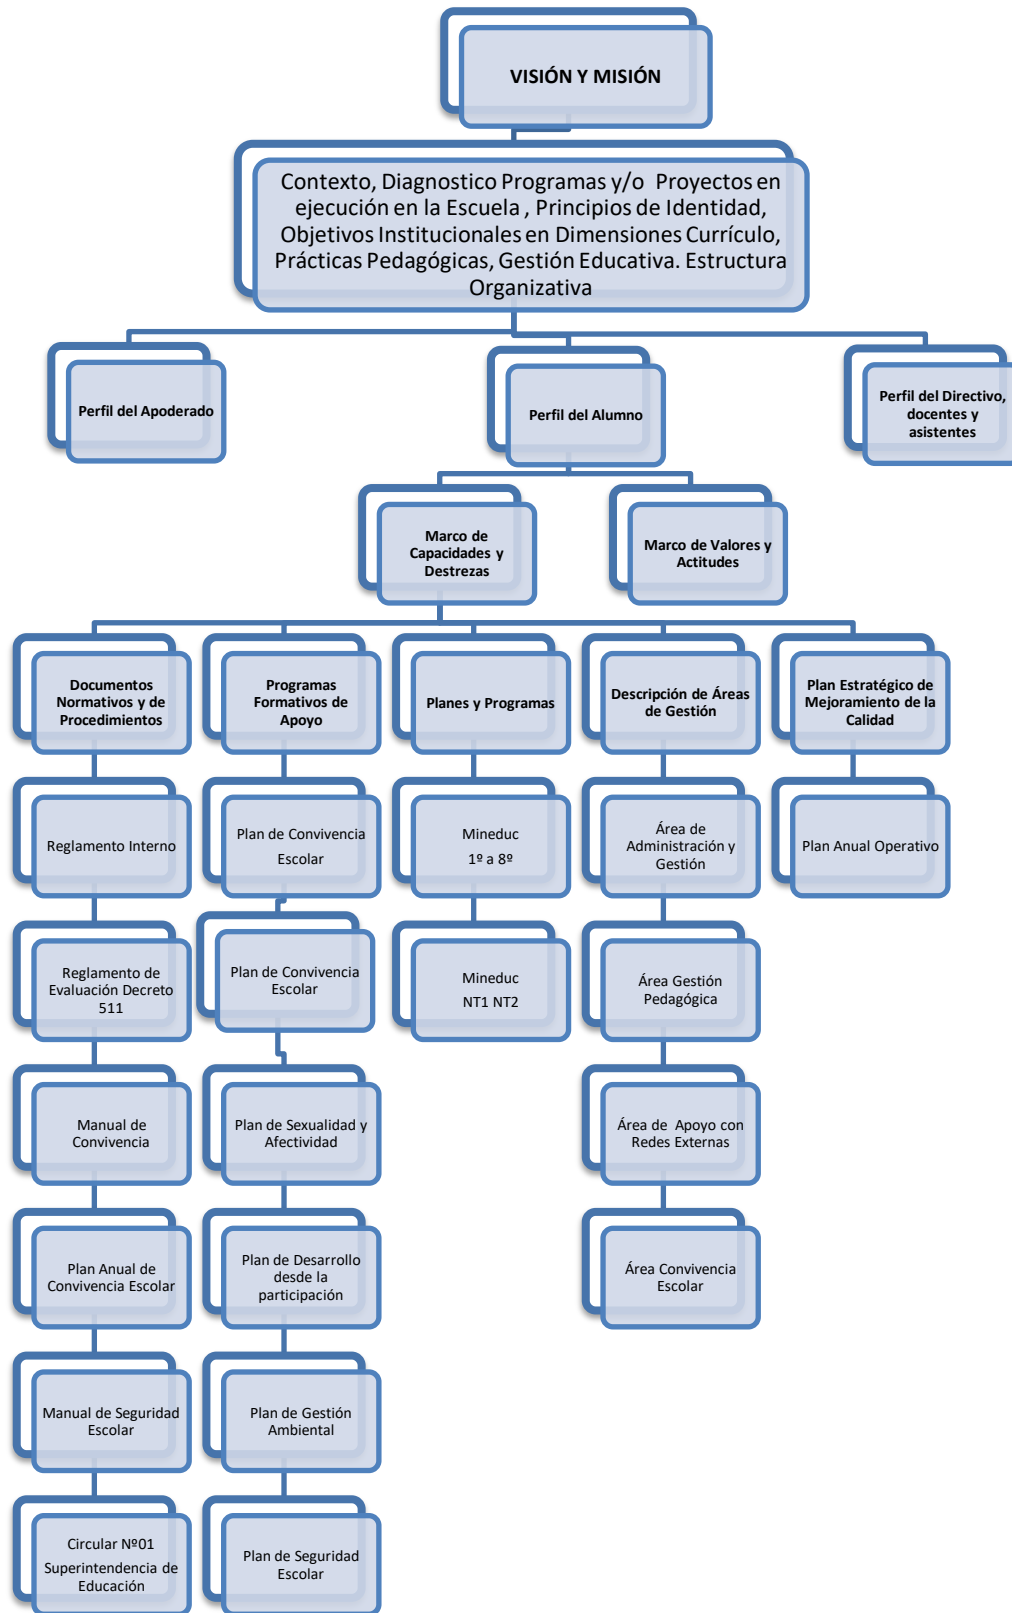 VISIÓN Y MISIÓN
Contexto, Diagnostico Programas y/o Proyectos en
ejecución en la Escuela , Principios de Identidad,
Objetivos Institucionales en Dimensiones Currículo,
Prácticas Pedagógicas, Gestión Educativa. Estructura
Organizativa
Perfil del Apoderado
Perfil del Alumno
Perfil del Directivo,
docentes y
asistentes
Marco de
Capacidades y
Destrezas
Marco de Valores y
Actitudes
Documentos
Normativos y de
Procedimientos
Programas
Formativos de
Apoyo
Planes y Programas
Descripción de Áreas
de Gestión
Plan Estratégico de
Mejoramiento de la
Calidad
Reglamento Interno
Plan de Convivencia
Escolar
Mineduc
1º a 8º
Área de
Administración y
Gestión
Plan Anual Operativo
Reglamento de
Evaluación Decreto
511
Plan de Convivencia
Escolar
Mineduc
NT1 NT2
Área Gestión
Pedagógica
Manual de
Convivencia
Plan de Sexualidad y
Afectividad
Área de Apoyo con
Redes Externas
Plan Anual de
Convivencia Escolar
Plan de Desarrollo
desde la
participación
Área Convivencia
Escolar
Manual de Seguridad
Escolar
Plan de Gestión
Ambiental
Circular Nº01
Superintendencia de
Educación
Plan de Seguridad
Escolar